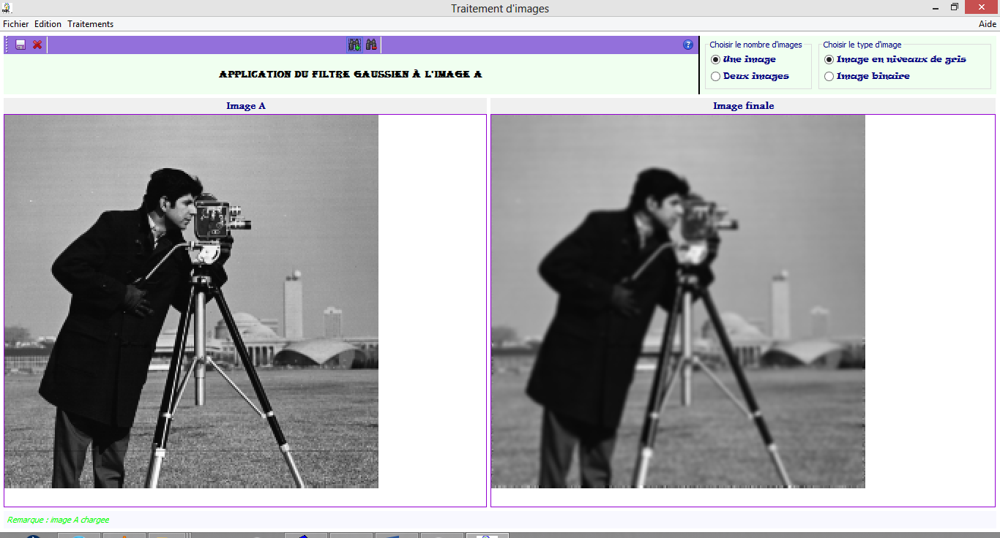 Traitement d'images
Fichier Edition Traitements Aide
APPLICATION DU FILTRE GAUSSIEN À L'IMAGE A
Choisir le nombre d'images
Une image
Deux images
Choisir le type d'image
Image en niveaux de gris
Image binaire
Image A
Image finale
Remarque : image A chargee